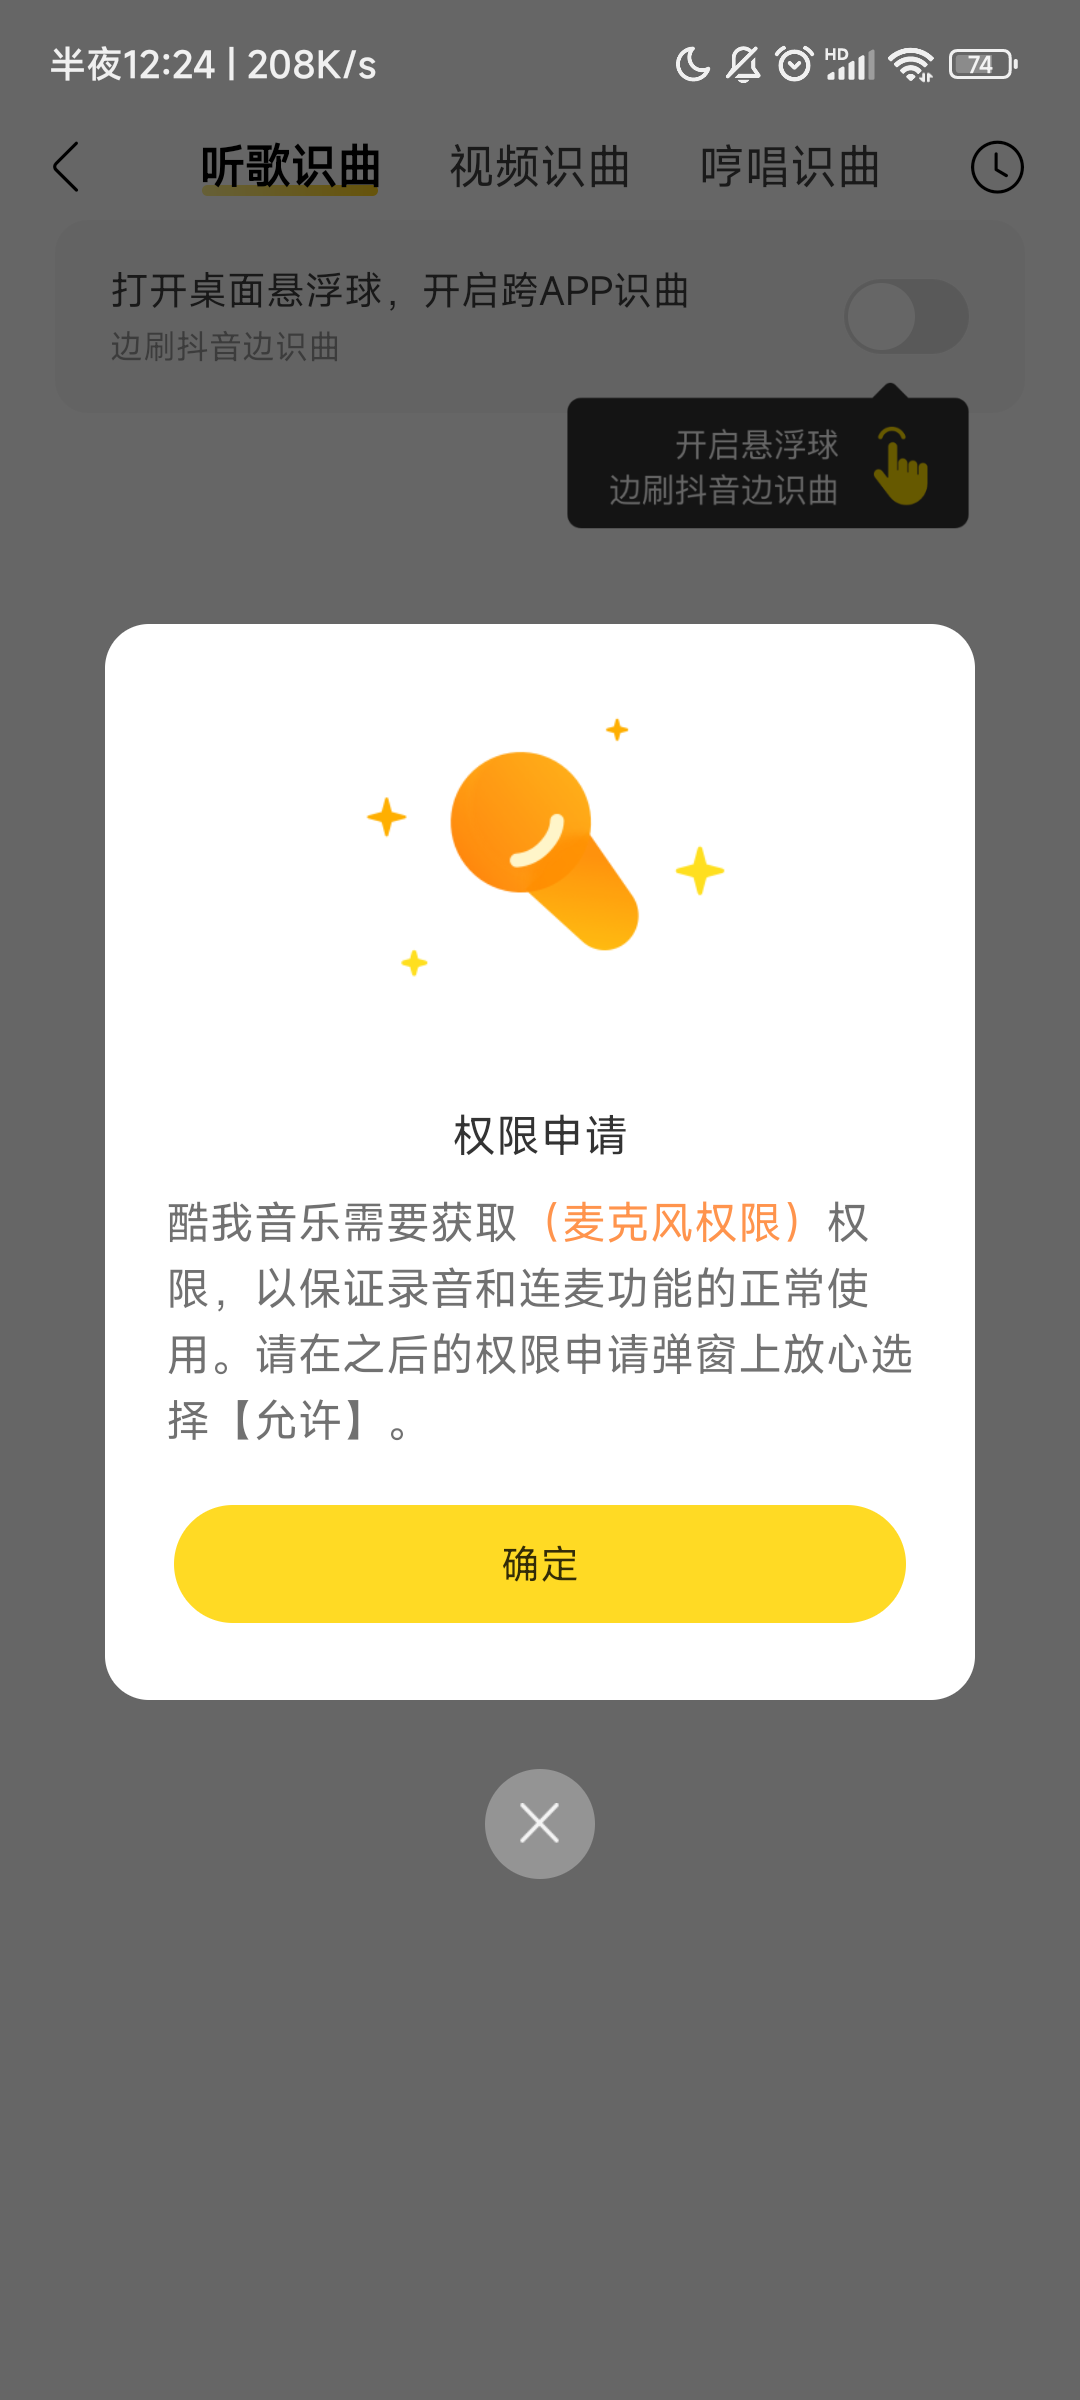 半夜12:24 | 208K/s
HD
74
听歌识曲 视频识曲 哼唱识曲
打开桌面悬浮球，开启跨APP识曲
边刷抖音边识曲
开启悬浮球
边刷抖音边识曲
权限申请
酷我音乐需要获取（麦克风权限）权
限，以保证录音和连麦功能的正常使
用。请在之后的权限申请弹窗上放心选
择【允许】。
确定